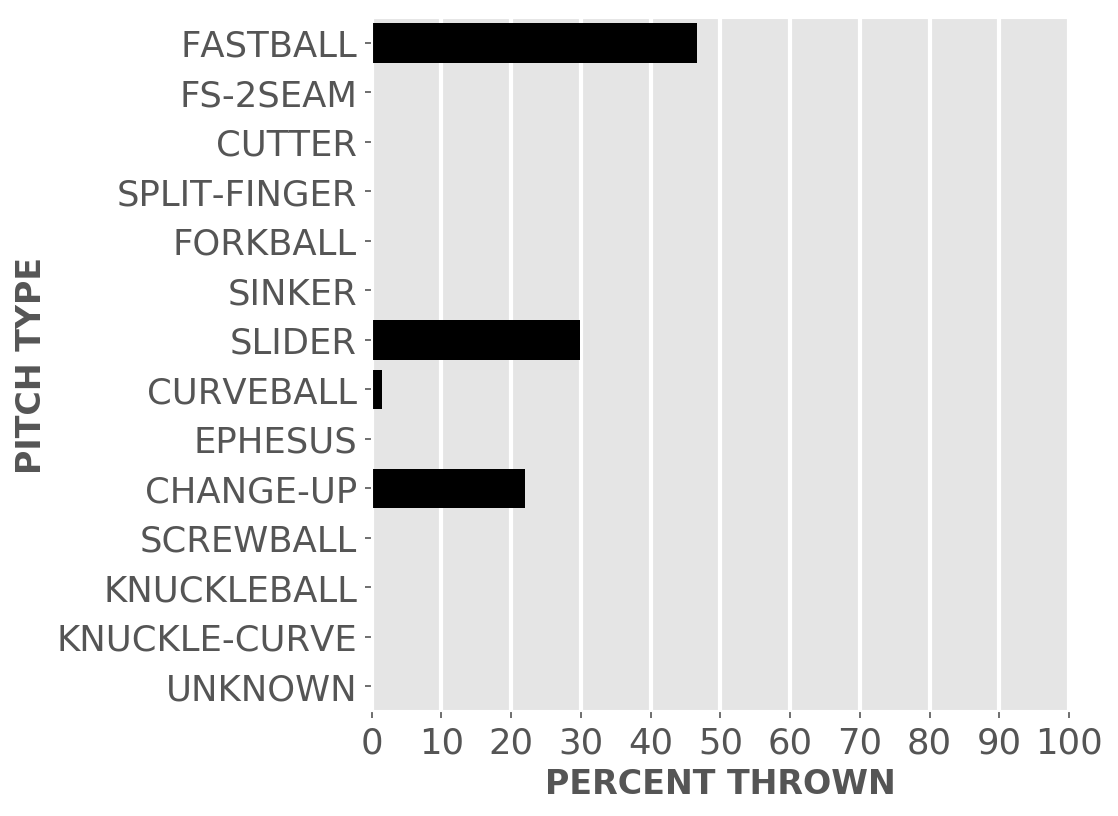 FASTBALL
FS-2SEAM
CUTTER
SPLIT-FINGER
FORKBALL
SINKER
SLIDER
CURVEBALL
EPHESUS
CHANGE-UP
SCREWBALL
KNUCKLEBALL
KNUCKLE-CURVE
UNKNOWN
PITCH TYPE
0 10 20 30 40 50 60 70 80 90 100
PERCENT THROWN